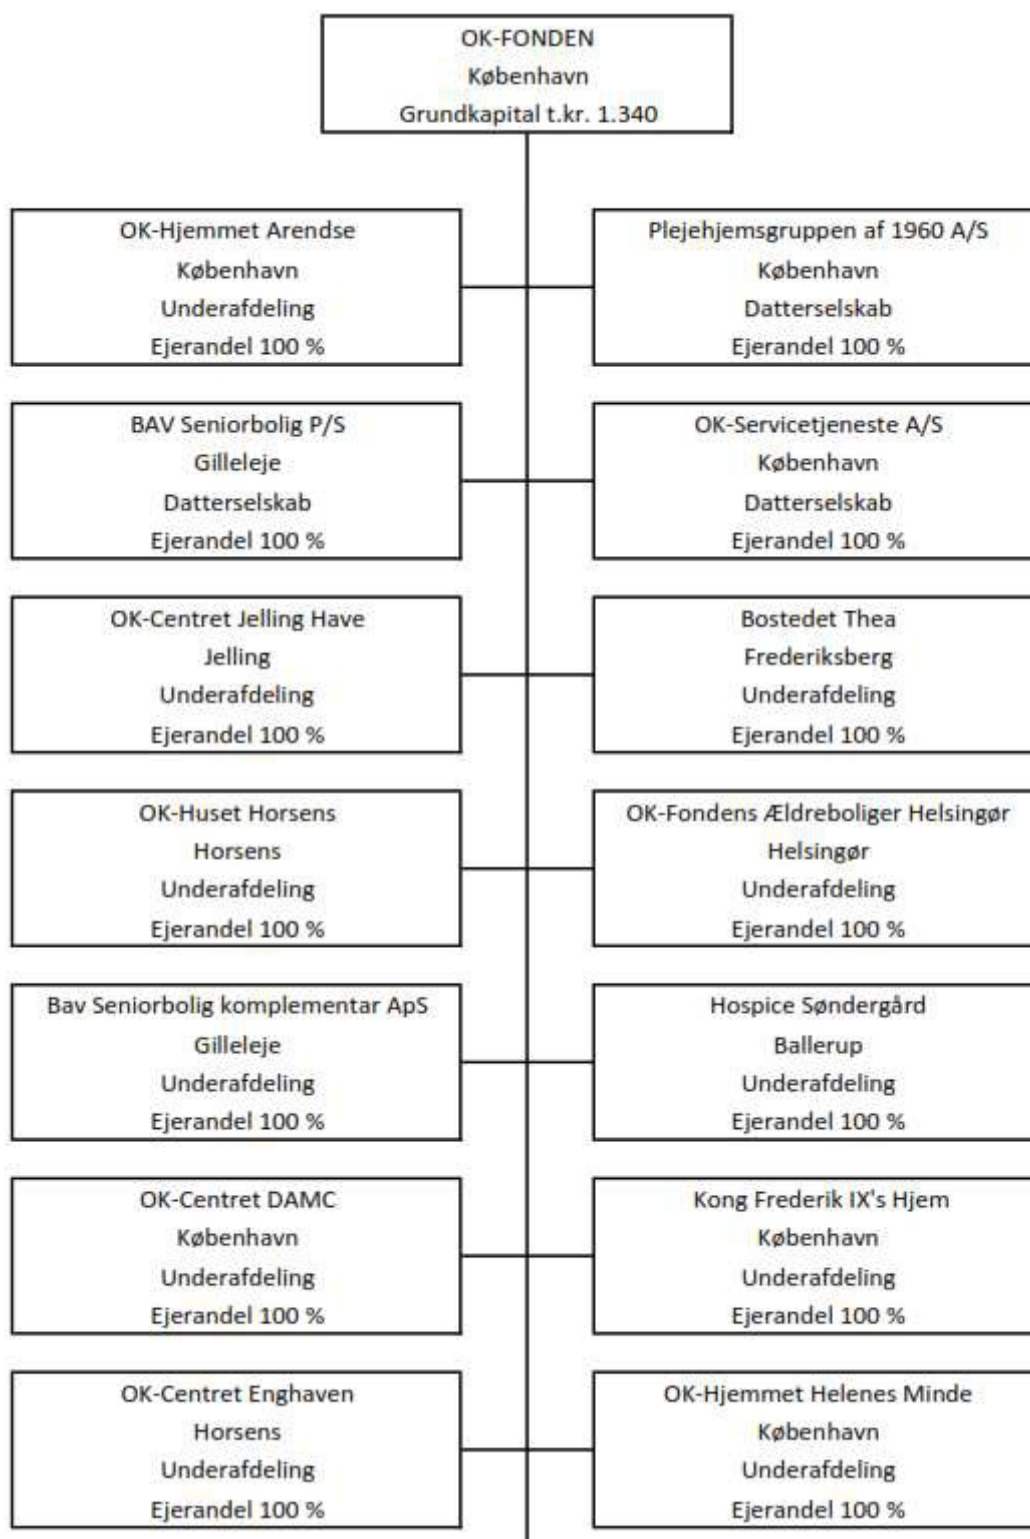 OK-FONDEN
København
Grundkapital t.kr. 1.340
OK-Hjemmet Arendse
København
Underafdeling
Ejerandel 100 %
Plejehjemsgruppen af 1960 A/S
København
Datterselskab
Ejerandel 100 %
BAV Seniorbolig P/S
Gilleleje
Datterselskab
Ejerandel 100 %
OK-Servicetjeneste A/S
København
Datterselskab
Ejerandel 100 %
OK-Centret Jelling Have
Jelling
Underafdeling
Ejerandel 100 %
Bostedet Thea
Frederiksberg
Underafdeling
Ejerandel 100 %
OK-Huset Horsens
Horsens
Underafdeling
Ejerandel 100 %
OK-Fondens Ældreboliger Helsingør
Helsingør
Underafdeling
Ejerandel 100 %
Bav Seniorbolig komplementar ApS
Gilleleje
Underafdeling
Ejerandel 100 %
Hospice Søndergård
Ballerup
Underafdeling
Ejerandel 100 %
OK-Centret DAMC
København
Underafdeling
Ejerandel 100 %
Kong Frederik IX's Hjem
København
Underafdeling
Ejerandel 100 %
OK-Centret Enghaven
Horsens
Underafdeling
Ejerandel 100 %
OK-Hjemmet Helenes Minde
København
Underafdeling
Ejerandel 100 %